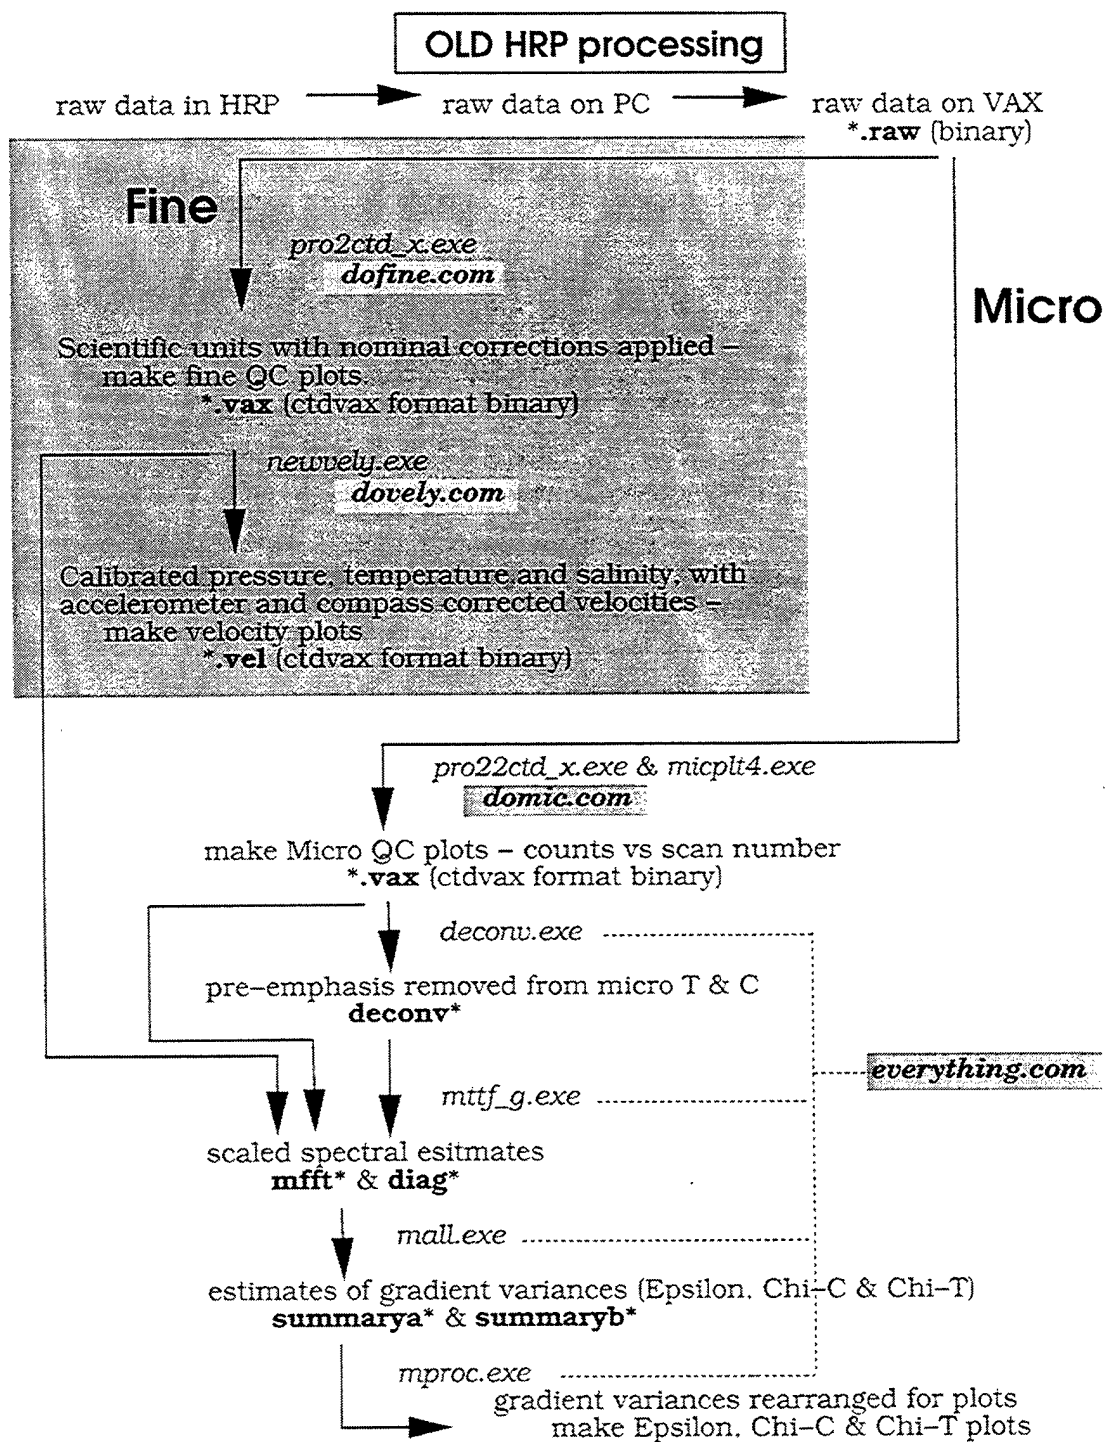 OLD HRP processing
raw data in HRP
raw data on PC
raw data on VAX
*.raw (binary)
Fine
pro2ctd_x.exe
dofine.com
Micro
Scientific units with nominal corrections applied –
make fine QC plots.
*.vax (ctdvax format binary)
newvely.exe
dovely.com
Calibrated pressure, temperature,and salinity, with
accelerometer and compass corrected velocities –
make velocity plots
*.vel (ctdvax format binary)
pro22ctd_x.exe & micplt4.exe
domic.com
make Micro QC plots – counts vs scan number
*.vax (ctdvax format binary)
deconv.exe
pre–emphasis removed from micro T & C
deconv*
everything.com
mttf_g.exe
scaled spectral esitmates
mfft* & diag*
mall.exe
estimates of gradient variances (Epsilon. Chi–C & Chi–T)
summarya* & summaryb*
mproc.exe
gradient variances rearranged for plots
make Epsilon. Chi–C & Chi–T plots